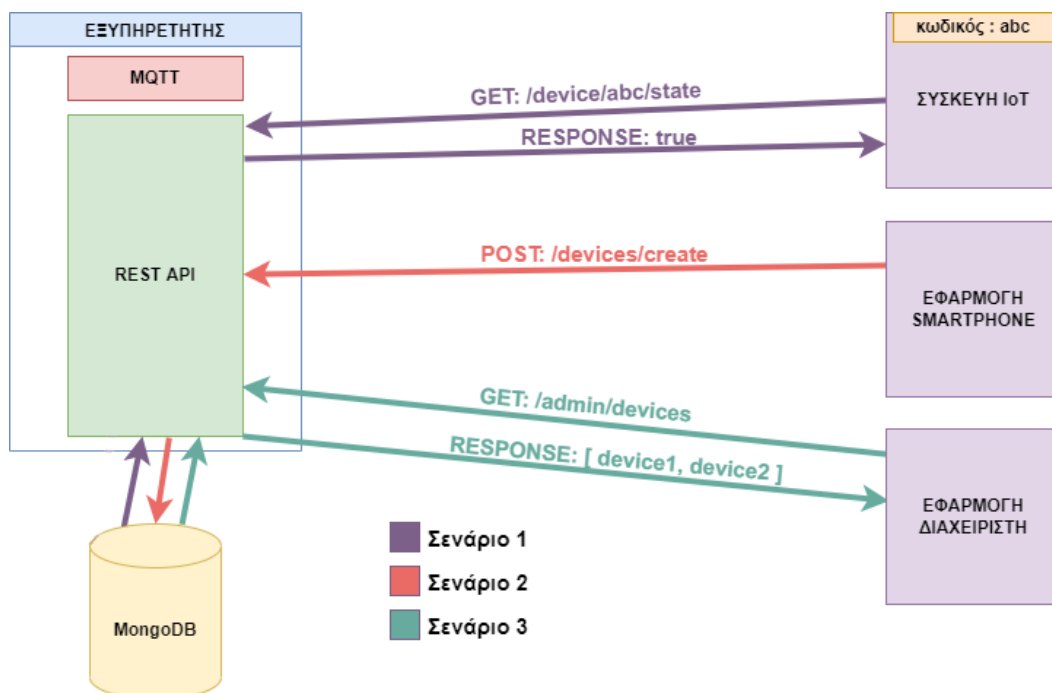 ΕΞΥΠΗΡΕΤΗΤΗΣ
MQTT
REST API
MongoDB
GET: /device/abc/state
RESPONSE: true
POST: /devices/create
GET: /admin/devices
RESPONSE: [ device1, device2 ]
κωδικός : abc
ΣΥΣΚΕΥΗ IoT
ΕΦΑΡΜΟΓΗ
SMARTPHONE
ΕΦΑΡΜΟΓΗ
ΔΙΑΧΕΙΡΙΣΤΗ
Σενάριο 1
Σενάριο 2
Σενάριο 3